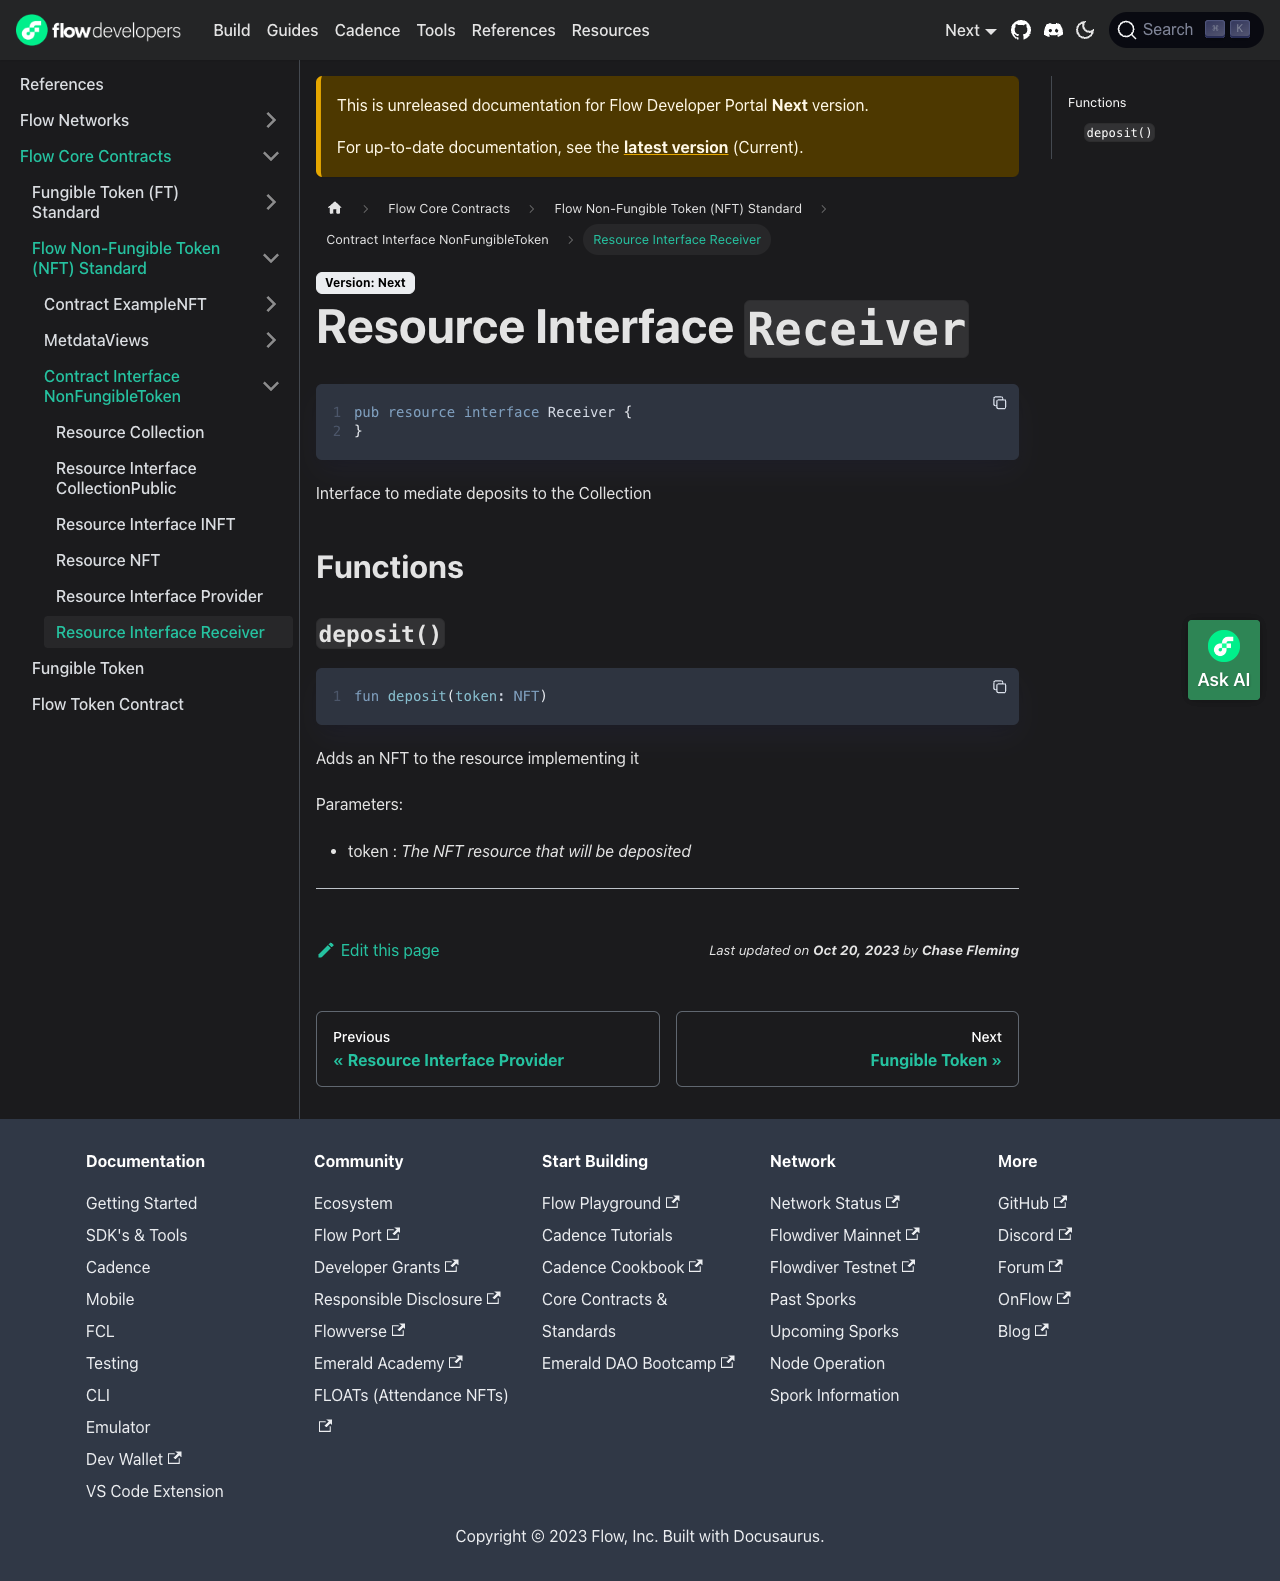 flowdevelopers
Build Guides Cadence Tools References Resources
Next
Search ⌘ K
References
Flow Networks
Flow Core Contracts
Fungible Token (FT)
Standard
Flow Non-Fungible Token
(NFT) Standard
Contract ExampleNFT
MetdataViews
Contract Interface
NonFungibleToken
Resource Collection
Resource Interface
CollectionPublic
Resource Interface INFT
Resource NFT
Resource Interface Provider
Resource Interface Receiver
Fungible Token
Flow Token Contract
This is unreleased documentation for Flow Developer Portal Next version.
For up-to-date documentation, see the latest version (Current).
Flow Core Contracts
Flow Non-Fungible Token (NFT) Standard
Contract Interface NonFungibleToken
Resource Interface Receiver
Version: Next
Resource Interface Receiver
1 pub resource interface Receiver {
2 }
Interface to mediate deposits to the Collection
Functions
deposit()
1 fun deposit(token: NFT)
Adds an NFT to the resource implementing it
Parameters:
• token : The NFT resource that will be deposited
Edit this page
Last updated on Oct 20, 2023 by Chase Fleming
Previous
« Resource Interface Provider
Next
Fungible Token »
Functions
deposit()
Ask AI
Documentation
Getting Started
SDK's & Tools
Cadence
Mobile
FCL
Testing
CLI
Emulator
Dev Wallet
VS Code Extension
Community
Ecosystem
Flow Port
Developer Grants
Responsible Disclosure
Flowverse
Emerald Academy
FLOATs (Attendance NFTs)
Start Building
Flow Playground
Cadence Tutorials
Cadence Cookbook
Core Contracts &
Standards
Emerald DAO Bootcamp
Network
Network Status
Flowdiver Mainnet
Flowdiver Testnet
Past Sporks
Upcoming Sporks
Node Operation
Spork Information
More
GitHub
Discord
Forum
OnFlow
Blog
Copyright © 2023 Flow, Inc. Built with Docusaurus.